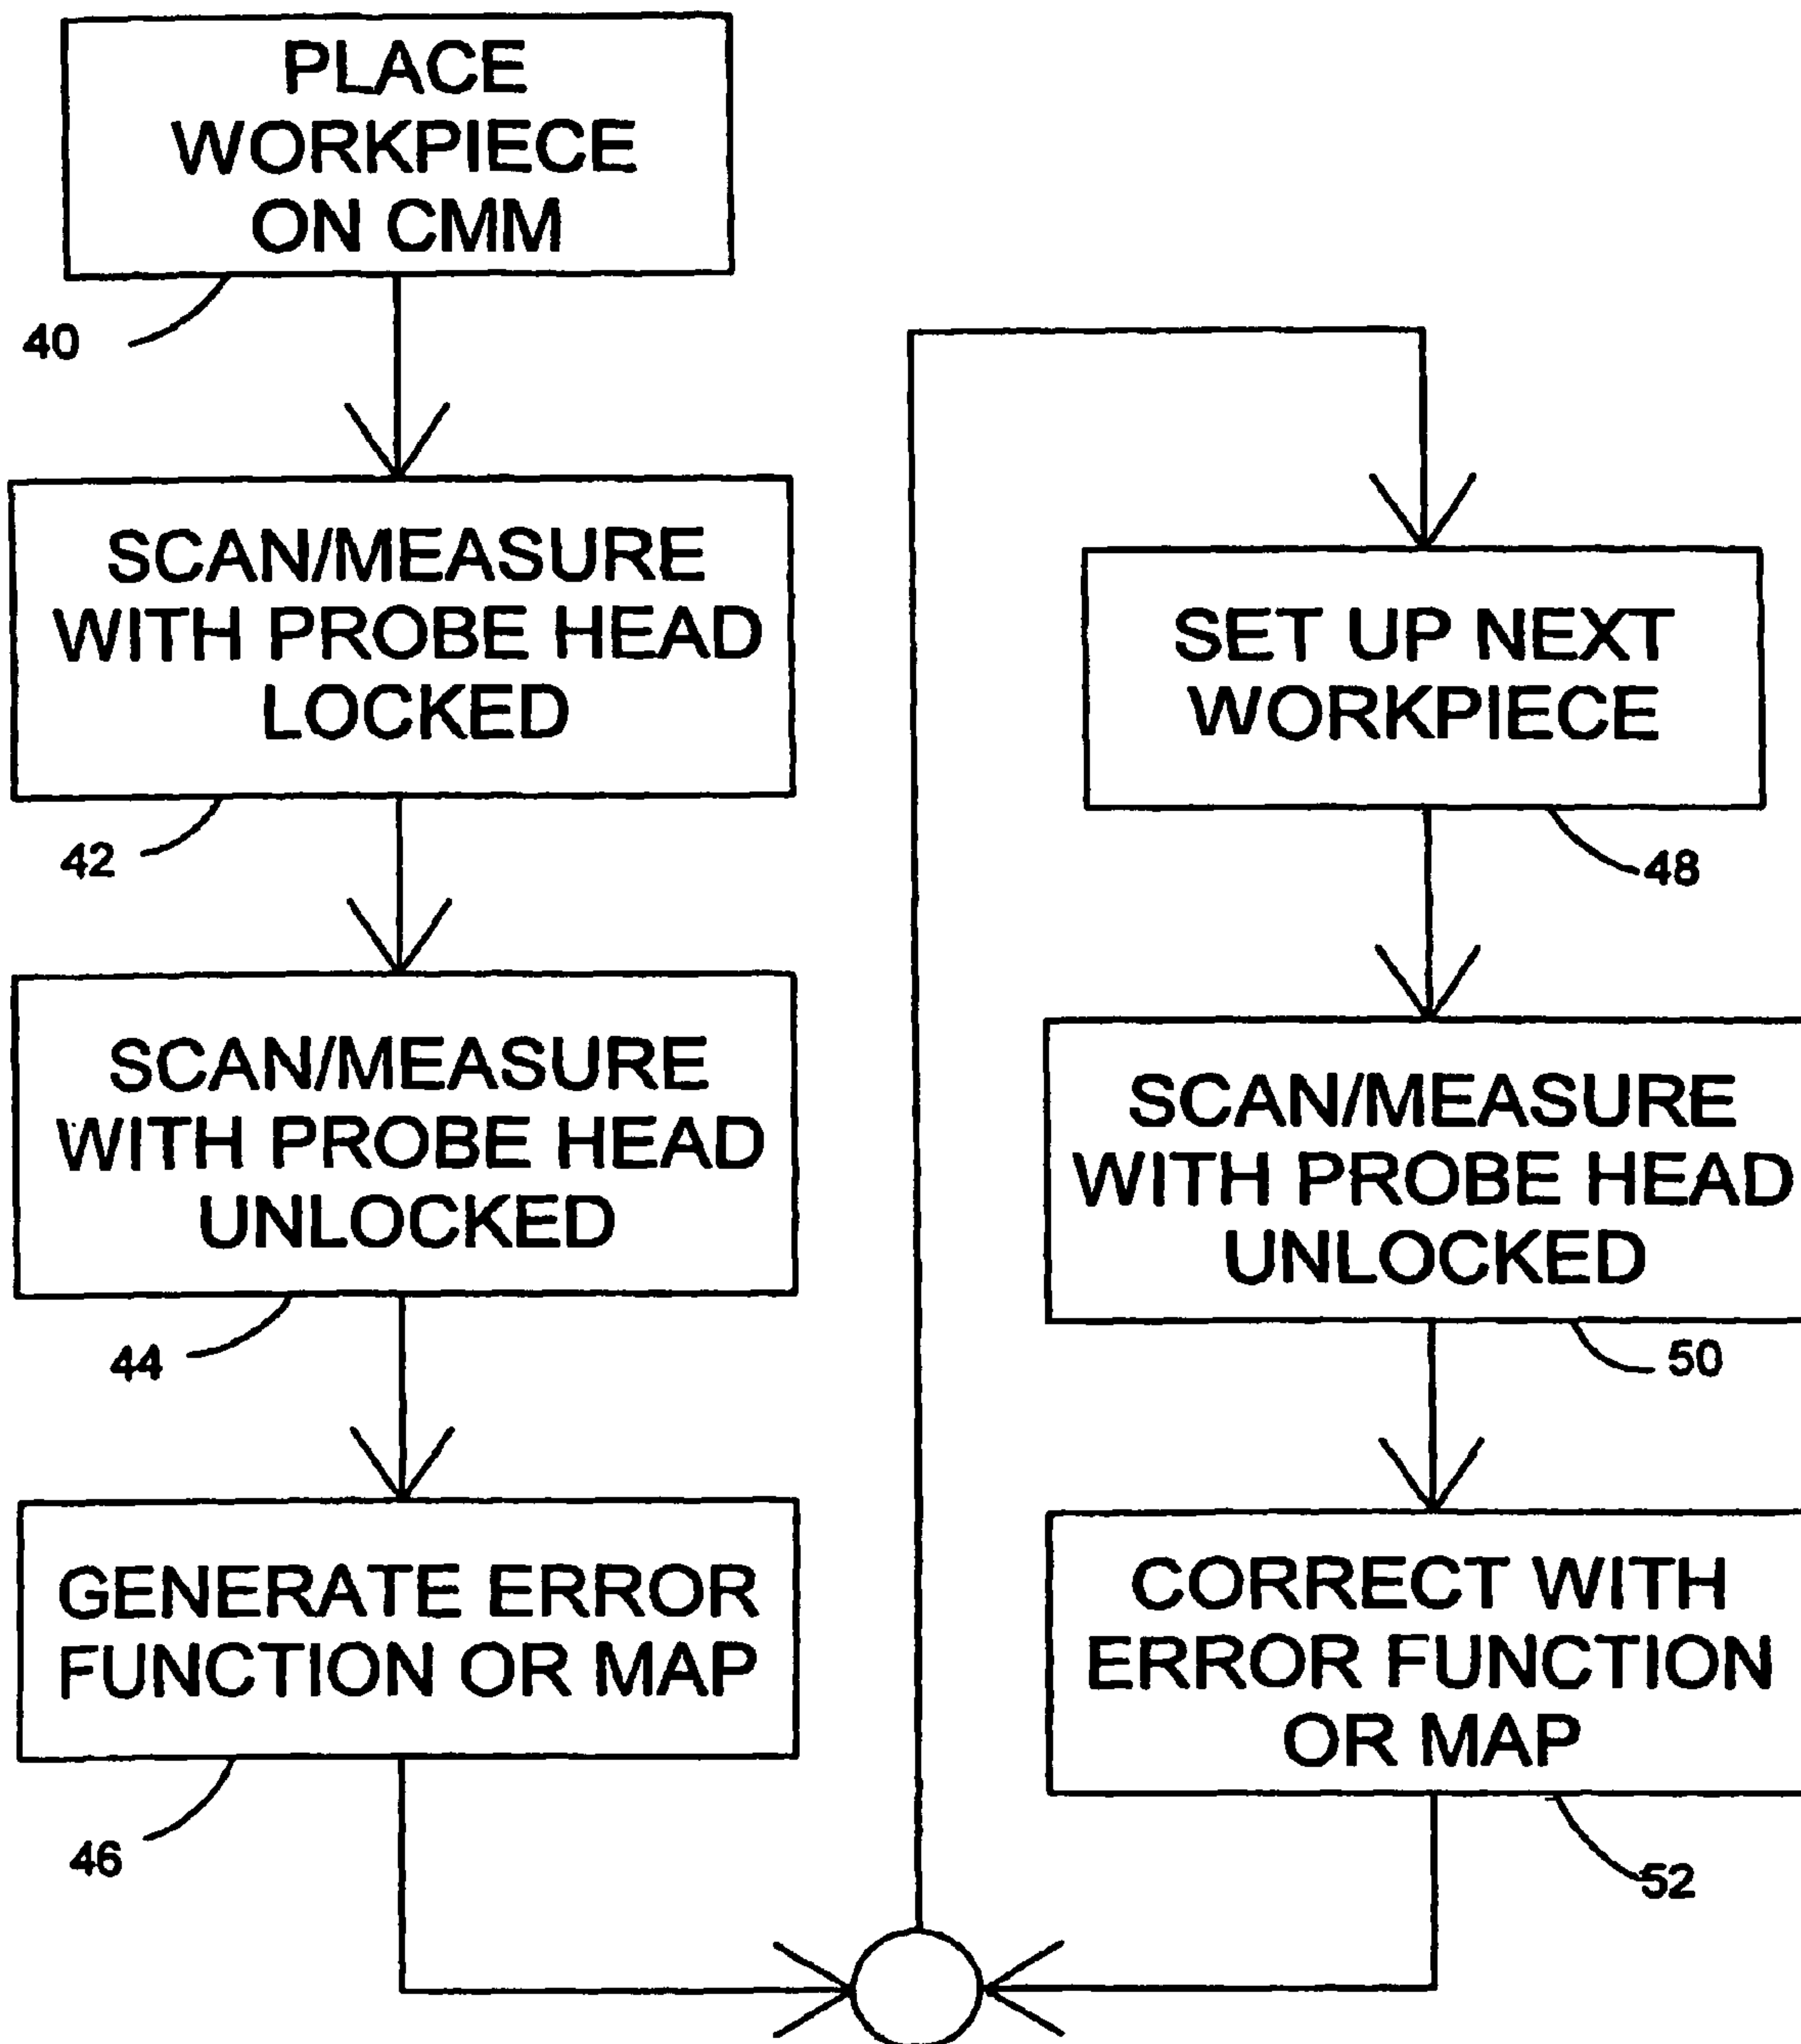 PLACE
WORKPIECE
ON CMM
40
SCAN/MEASURE
WITH PROBE HEAD
LOCKED
42
SCAN/MEASURE
WITH PROBE HEAD
UNLOCKED
44
GENERATE ERROR
FUNCTION OR MAP
46
SET UP NEXT
WORKPIECE
48
SCAN/MEASURE
WITH PROBE HEAD
UNLOCKED
50
CORRECT WITH
ERROR FUNCTION
OR MAP
52